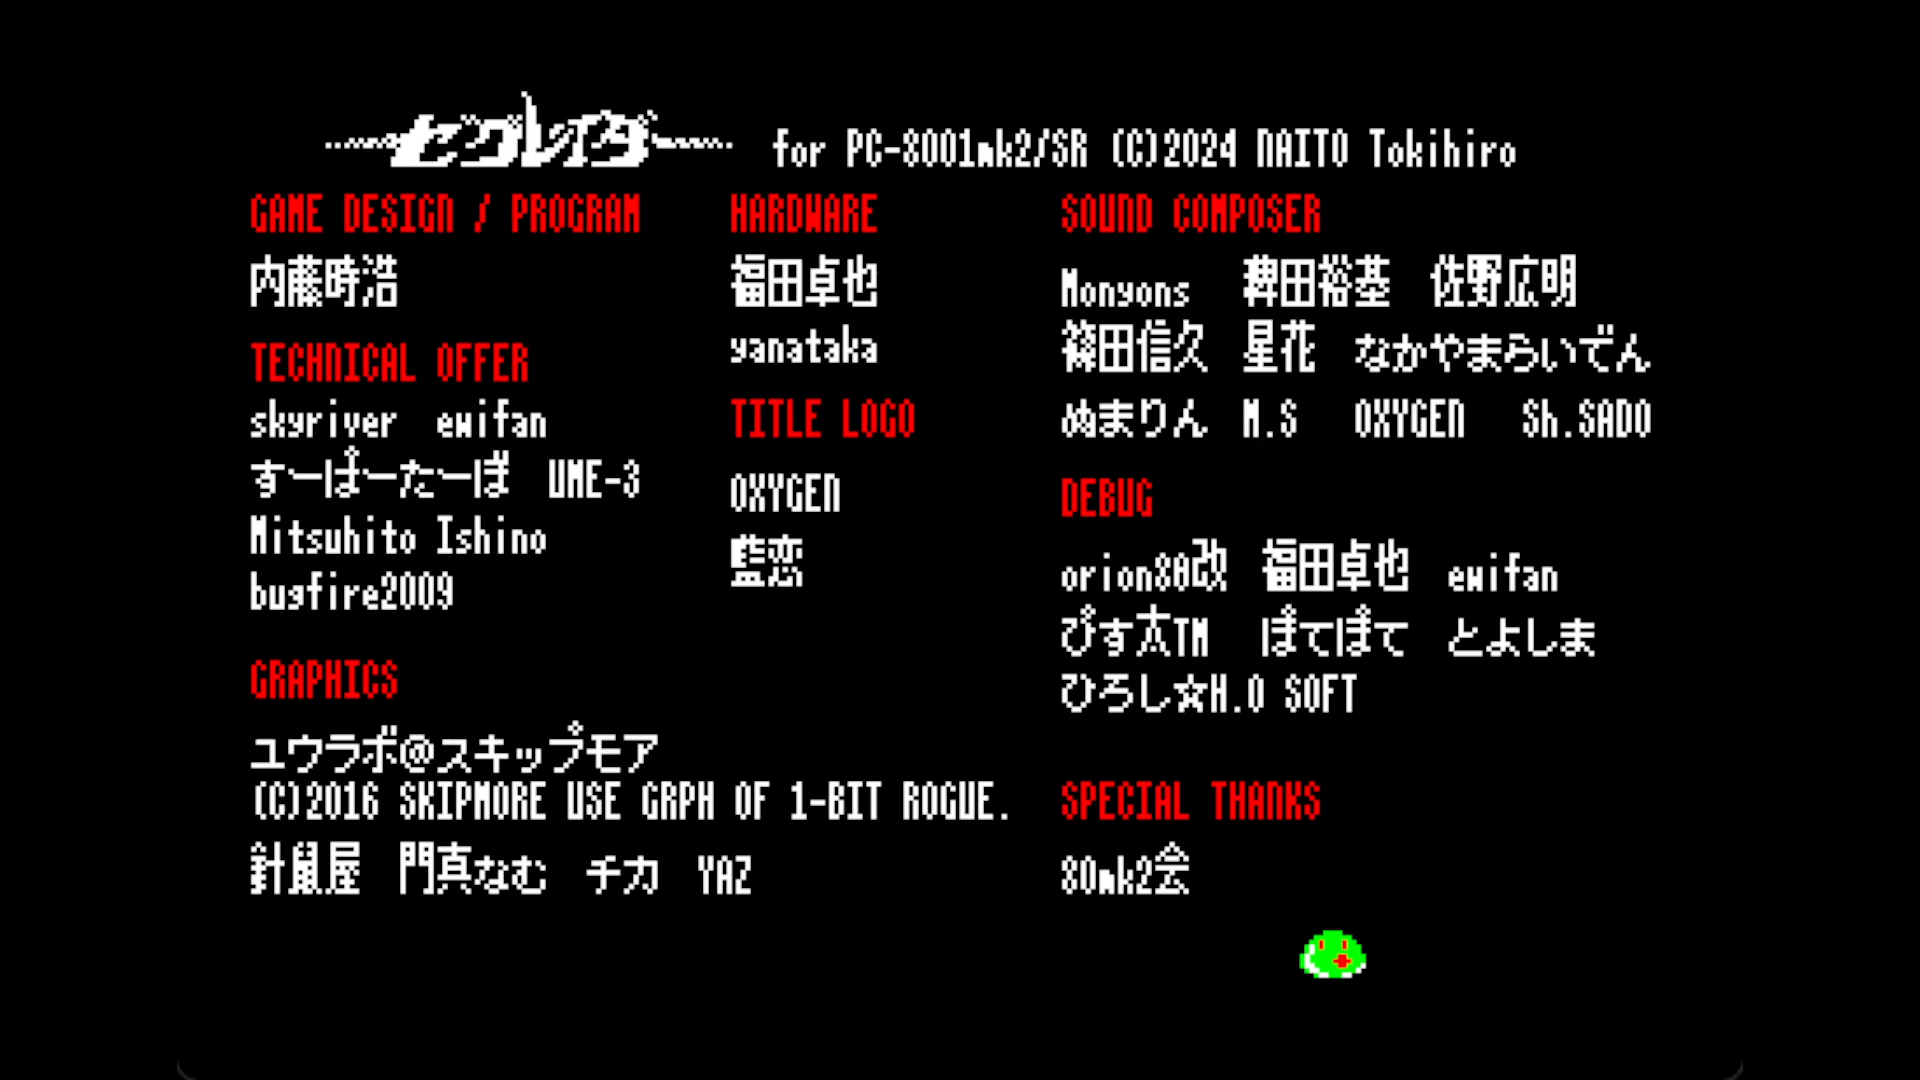 セグレイダー for PC-8001mk2/SR (C)2024 NAITO Tokihiro
GAME DESIGN / PROGRAM
内藤時浩
TECHNICAL OFFER
skyriver ewifan
すーぱーたーぼ UME-3
Mitsuhito Ishino
bugfire2009
HARDWARE
福田卓也
yanataka
TITLE LOGO
OXYGEN
藍恋
GRAPHICS
ユウラボ@スキップモア
(C)2016 SKIPMORE USE GRPH OF 1-BIT ROGUE.
針鼠屋 門真なむ チカ YAZ
SOUND COMPOSER
Monyons 稗田裕基 佐野広明
篠田信久 星花 なかやまらいでん
ぬまりん M.S OXYGEN Sh.SADO
DEBUG
orion80改 福田卓也 ewifan
ぴす太TM ぽてぽて とよしま
ひろし☆H.O SOFT
SPECIAL THANKS
80mk2会